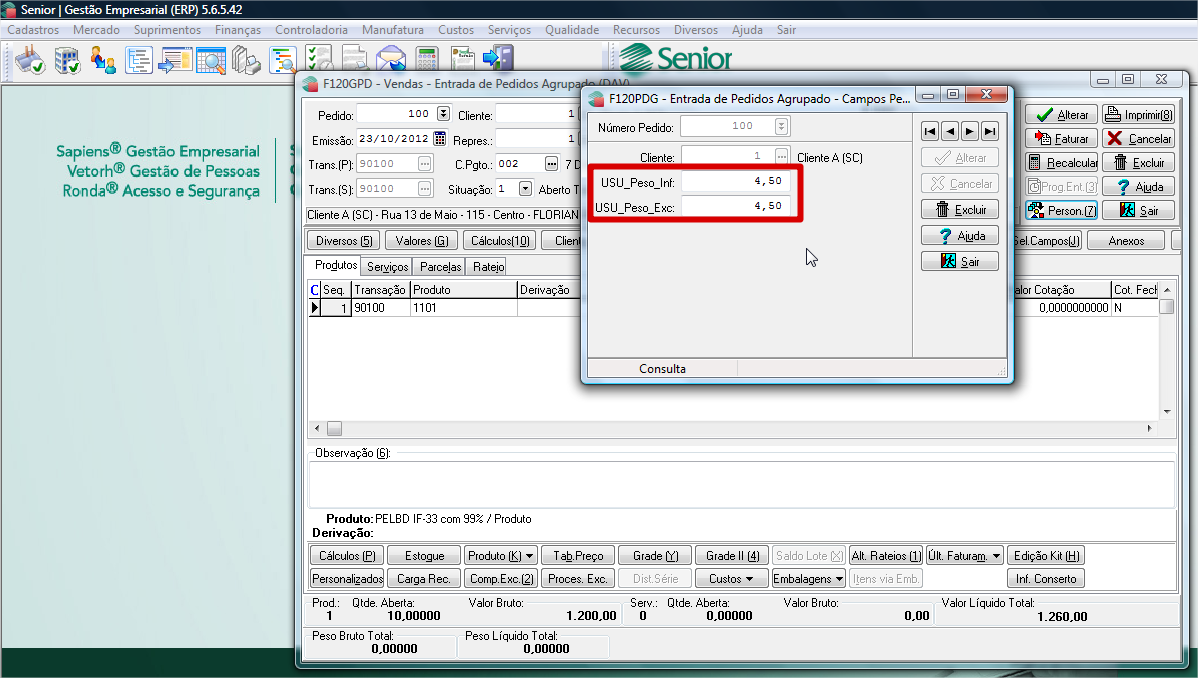 Senior | Gestão Empresarial (ERP) 5.6.5.42
Cadastros Mercado Suprimentos Finanças Controladoria Manufatura Custos Serviços Qualidade Recursos Diversos Ajuda Sair
Senior
Sapiens® Gestão Empresarial
Vetorh® Gestão de Pessoas
Ronda® Acesso e Segurança
F120GPD - Vendas - Entrada de Pedidos Agrupado (DAV)
Pedido: 100 Cliente: 1
Emissão: 23/10/2012 Repres.: 1
Trans.(P): 90100 C.Pgto.: 002 7 D
Trans.(S): 90100 Situação: 1 Aberto T
Cliente A (SC) - Rua 13 de Maio - 115 - Centro - FLORIAN
Diversos (5) Valores (G) Cálculos(10) Client
Sel.Campos(J) Anexos
Produtos Serviços Parcelas Rateio
C Seq. Transação Produto Derivação
alor Cotação Cot. Fech
1 90100 1101
0,0000000000 N
Alterar Imprimir(8)
Faturar Cancelar
Recalcular Excluir
Prog.Ent.(3) Ajuda
Person.(7) Sair
F120PDG - Entrada de Pedidos Agrupado - Campos Pe...
Número Pedido: 100
Cliente: 1 Cliente A (SC)
USU_Peso_Inf: 4,50
USU_Peso_Exc: 4,50
Alterar
Cancelar
Excluir
Ajuda
Sair
Consulta
Observação (6):
Produto: PELBD IF-33 com 99% / Produto
Derivação:
Cálculos (P) Estogue Produto (K) Tab.Preço Grade (Y) Grade II (4) Saldo Lote (X) Alt. Rateios (1) Últ. Faturam. Edição Kit (H)
Personalizados Carga Rec. Comp.Exc.(2) Proces. Exc. Dist.Série Custos Embalagens Itens via Emb. Inf. Conserto
Prod.: Qtde. Aberta: Valor Bruto: Serv.: Qtde. Aberta: Valor Bruto: Valor Líquido Total:
1 10,00000 1.200,00 0 0,00000 0,00 1.260,00
Peso Bruto Total: Peso Líquido Total:
0,00000 0,00000